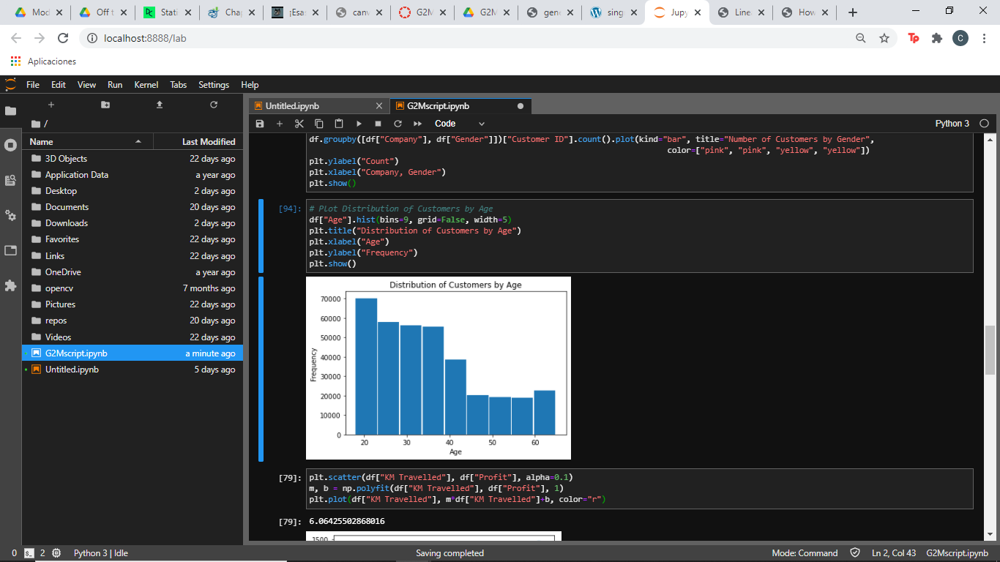 Mod
Off t
Stati
Cha
¡Esa
canv
G2M
G2M
gen
sing
Jupy
Line
How
localhost:8888/lab
Tp
C
Aplicaciones
File Edit View Run Kernel Tabs Settings Help
Untitled.ipynb
G2Mscript.ipynb
/
Code
Python 3
Name Last Modified
3D Objects 22 days ago
Application Data a year ago
Desktop 2 days ago
Documents 20 days ago
Downloads 2 days ago
Favorites 22 days ago
Links 22 days ago
OneDrive a year ago
opencv 7 months ago
Pictures 22 days ago
repos 20 days ago
Videos 22 days ago
G2Mscript.ipynb a minute ago
Untitled.ipynb 5 days ago
df.groupby([df["Company"], df["Gender"]])["Customer ID"].count().plot(kind="bar", title="Number of Customers by Gender",
color=["pink", "pink", "yellow", "yellow"])
plt.ylabel("Count")
plt.xlabel("Company, Gender")
plt.show()
[94]:
# Plot Distribution of Customers by Age
df["Age"].hist(bins=9, grid=False, width=5)
plt.title("Distribution of Customers by Age")
plt.xlabel("Age")
plt.ylabel("Frequency")
plt.show()
Distribution of Customers by Age
70000
60000
50000
40000
30000
20000
10000
0
Frequency
20 30 40 50 60
Age
[79]:
plt.scatter(df["KM Travelled"], df["Profit"], alpha=0.1)
m, b = np.polyfit(df["KM Travelled"], df["Profit"], 1)
plt.plot(df["KM Travelled"], m*df["KM Travelled"]+b, color="r")
[79]: 6.06425502868016
1500
0 2 Python 3 | Idle Saving completed Mode: Command Ln 2, Col 43 G2Mscript.ipynb